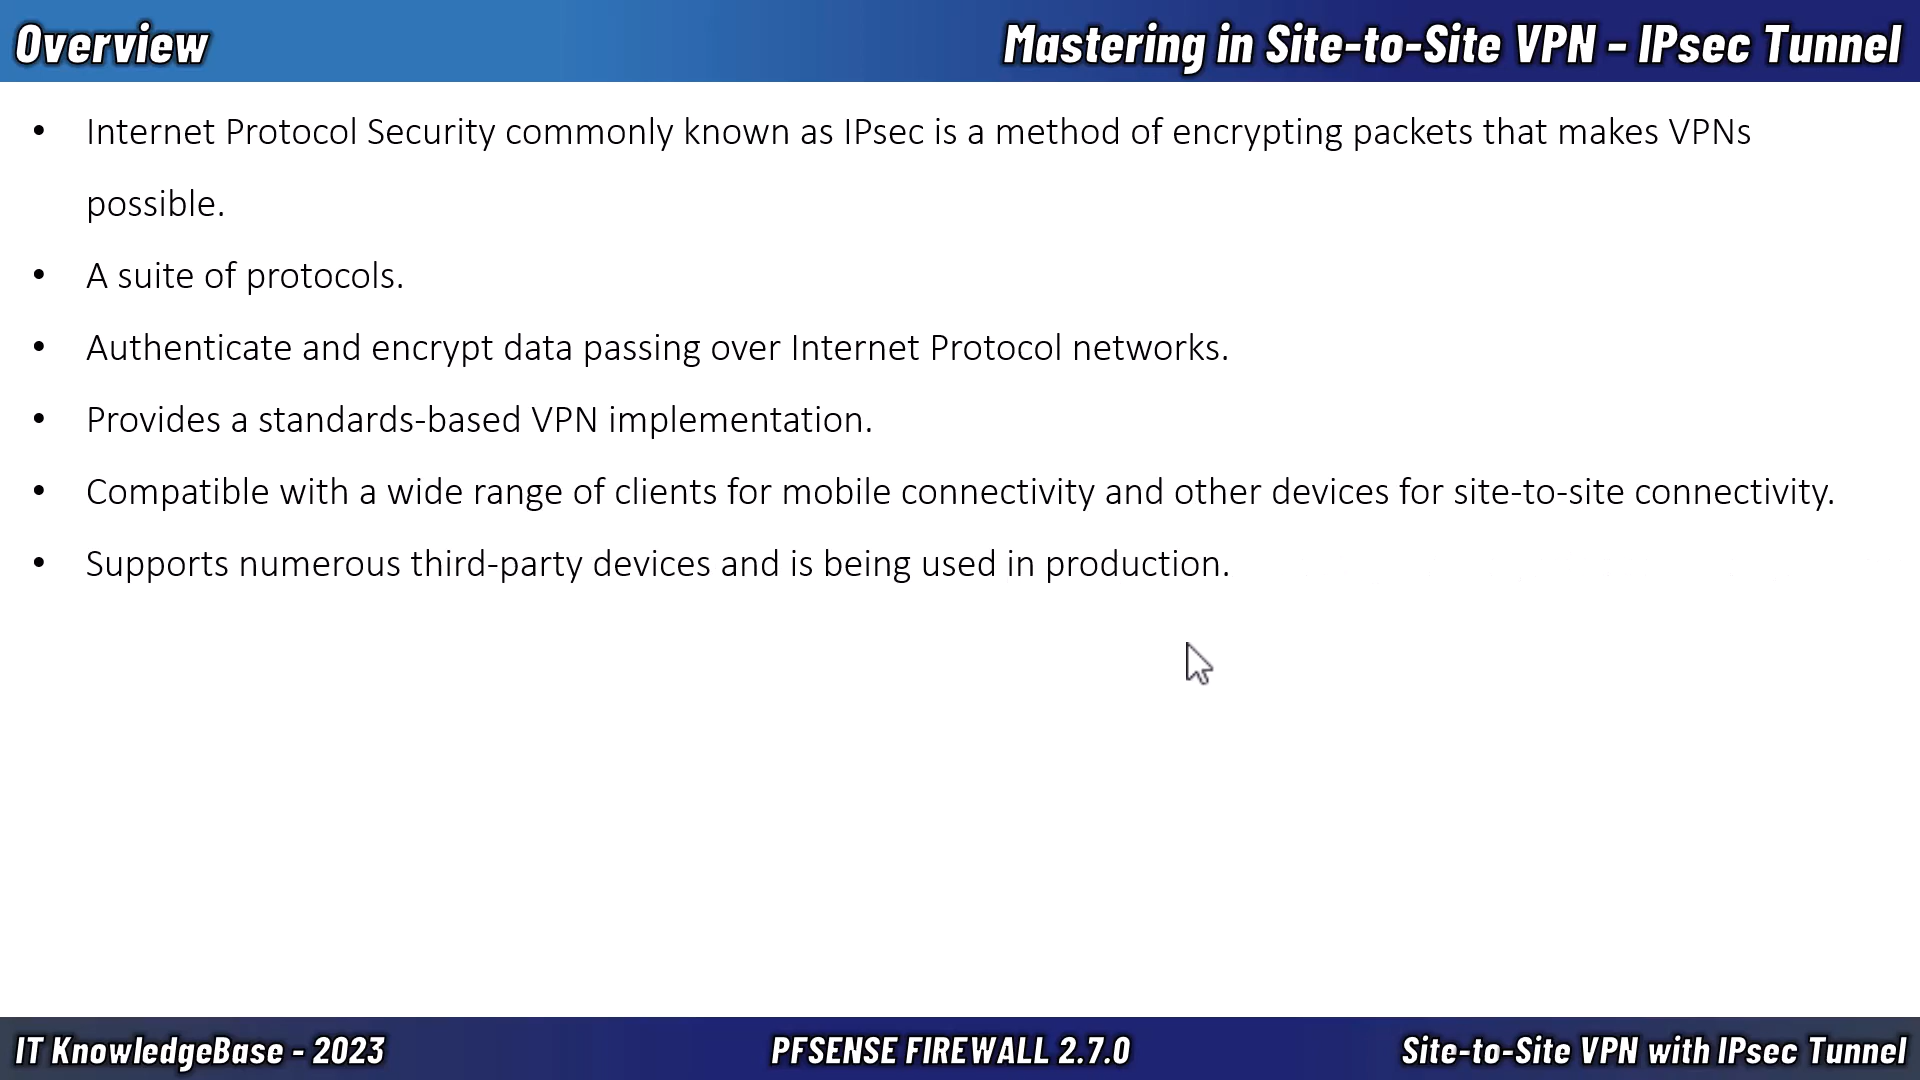 Overview
Mastering in Site-to-Site VPN - IPsec Tunnel
• Internet Protocol Security commonly known as IPsec is a method of encrypting packets that makes VPNs
possible.
• A suite of protocols.
• Authenticate and encrypt data passing over Internet Protocol networks.
• Provides a standards-based VPN implementation.
• Compatible with a wide range of clients for mobile connectivity and other devices for site-to-site connectivity.
• Supports numerous third-party devices and is being used in production.
IT KnowledgeBase - 2023
PFSENSE FIREWALL 2.7.0
Site-to-Site VPN with IPsec Tunnel